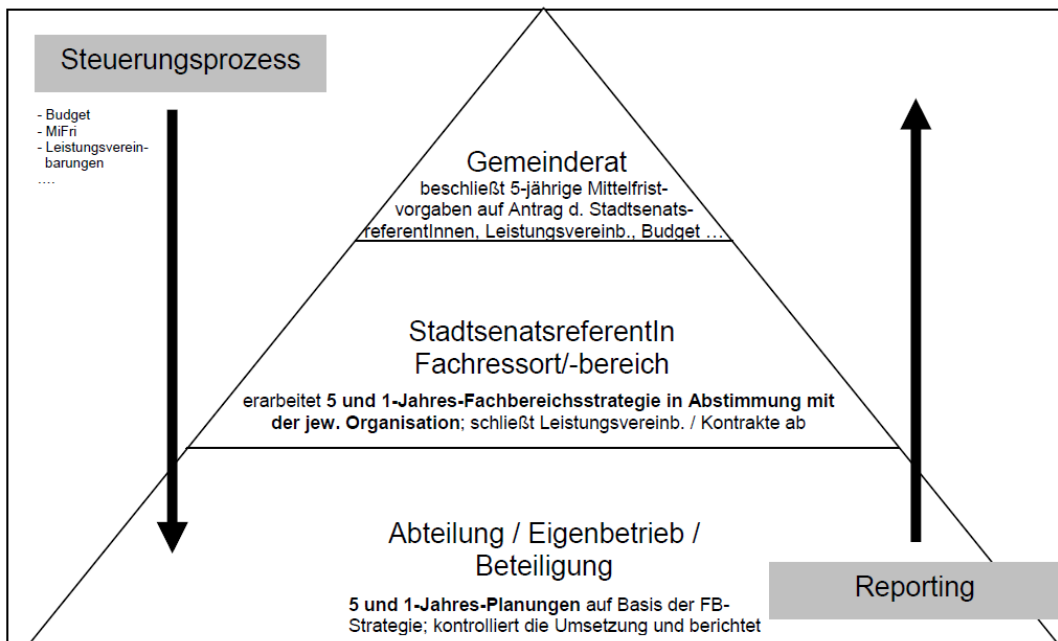 Steuerungsprozess
- Budget
- MiFri
- Leistungsverein-
barungen
....
Gemeinderat
beschließt 5-jährige Mittelfrist-
vorgaben auf Antrag d. Stadtsenats-
referentInnen, Leistungsvereinb., Budget ...
StadtsenatsreferentIn
Fachressort/-bereich
erarbeitet 5 und 1-Jahres-Fachbereichsstrategie in Abstimmung mit
der jew. Organisation; schließt Leistungsvereinb. / Kontrakte ab
Abteilung / Eigenbetrieb /
Beteiligung
5 und 1-Jahres-Planungen auf Basis der FB-
Strategie; kontrolliert die Umsetzung und berichtet
Reporting